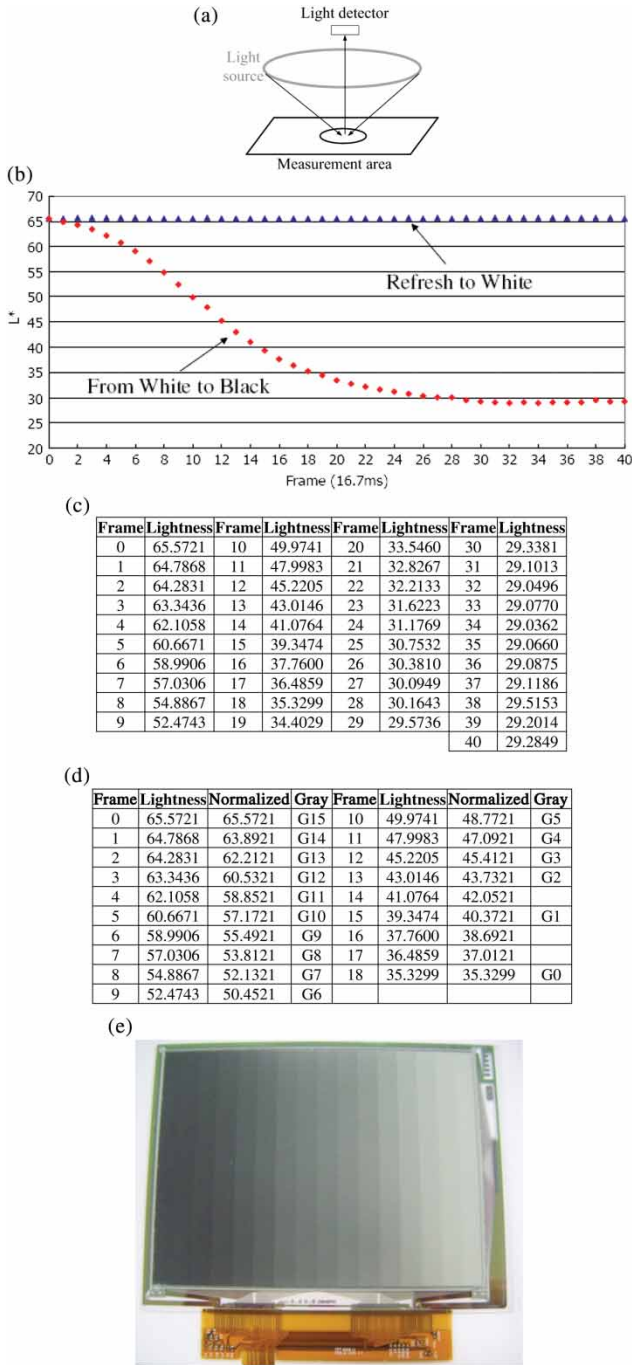 (a)
Light detector
Light
source
Measurement area
(b)
70
65
60
55
50
45
40
35
30
25
20
L*
Refresh to White
From White to Black
0 2 4 6 8 10 12 14 16 18 20 22 24 26 28 30 32 34 36 38 40
Frame (16.7ms)
(c)
Frame Lightness Frame Lightness Frame Lightness Frame Lightness
0 65.5721 10 49.9741 20 33.5460 30 29.3381
1 64.7868 11 47.9983 21 32.8267 31 29.1013
2 64.2831 12 45.2205 22 32.2133 32 29.0496
3 63.3436 13 43.0146 23 31.6223 33 29.0770
4 62.1058 14 41.0764 24 31.1769 34 29.0362
5 60.6671 15 39.3474 25 30.7532 35 29.0660
6 58.9906 16 37.7600 26 30.3810 36 29.0875
7 57.0306 17 36.4859 27 30.0949 37 29.1186
8 54.8867 18 35.3299 28 30.1643 38 29.5153
9 52.4743 19 34.4029 29 29.5736 39 29.2014
40 29.2849
(d)
Frame Lightness Normalized Gray Frame Lightness Normalized Gray
0 65.5721 65.5721 G15 10 49.9741 48.7721 G5
1 64.7868 63.8921 G14 11 47.9983 47.0921 G4
2 64.2831 62.2121 G13 12 45.2205 45.4121 G3
3 63.3436 60.5321 G12 13 43.0146 43.7321 G2
4 62.1058 58.8521 G11 14 41.0764 42.0521
5 60.6671 57.1721 G10 15 39.3474 40.3721 G1
6 58.9906 55.4921 G9 16 37.7600 38.6921
7 57.0306 53.8121 G8 17 36.4859 37.0121
8 54.8867 52.1321 G7 18 35.3299 35.3299 G0
9 52.4743 50.4521 G6
(e)